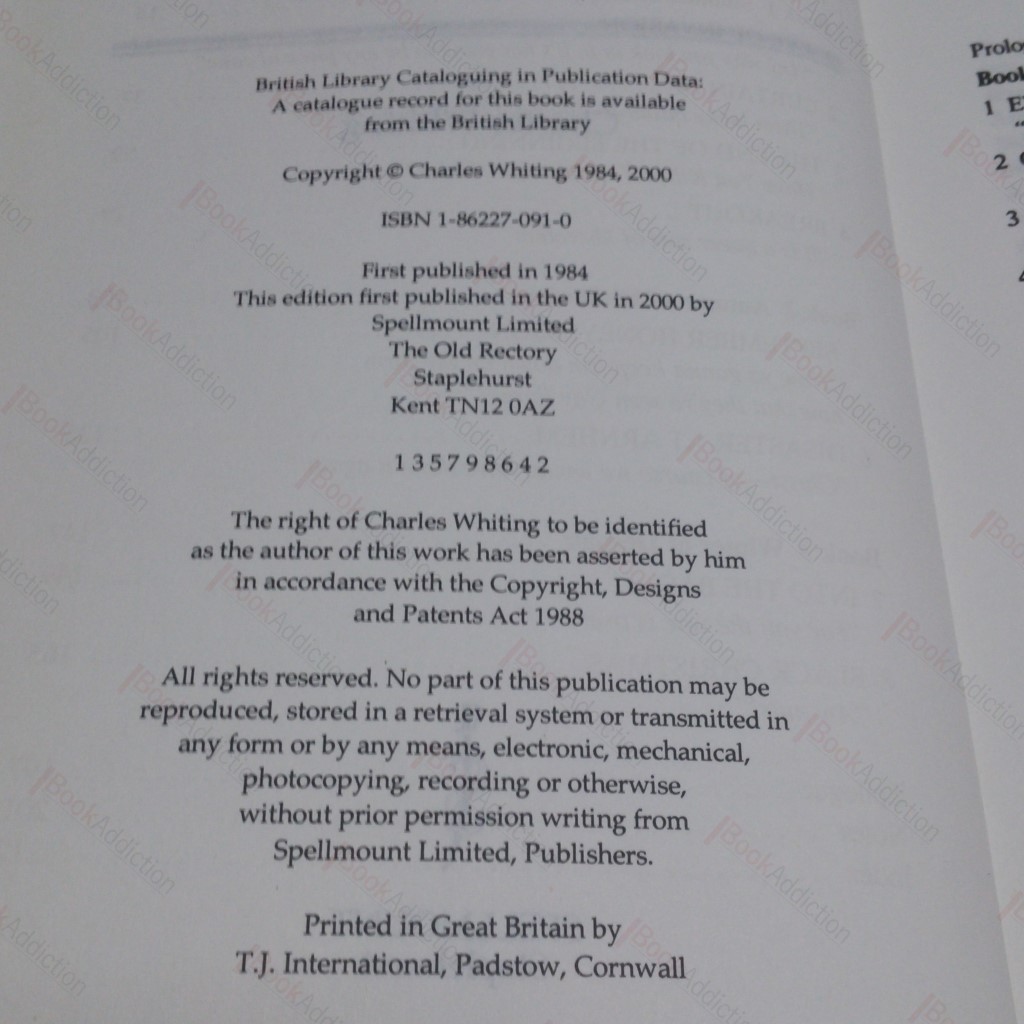 British Library Cataloguing in Publication Data:
A catalogue record for this book is available
from the British Library
Copyright © Charles Whiting 1984, 2000
ISBN 1-86227-091-0
First published in 1984
This edition first published in the UK in 2000 by
Spellmount Limited
The Old Rectory
Staplehurst
Kent TN12 0AZ
1 3 5 7 9 8 6 4 2
The right of Charles Whiting to be identified
as the author of this work has been asserted by him
in accordance with the Copyright, Designs
and Patents Act 1988
All rights reserved. No part of this publication may be
reproduced, stored in a retrieval system or transmitted in
any form or by any means, electronic, mechanical,
photocopying, recording or otherwise,
without prior permission writing from
Spellmount Limited, Publishers.
Printed in Great Britain by
T.J. International, Padstow, Cornwall
Prolo
Book
1 E
2
3
BookAddiction